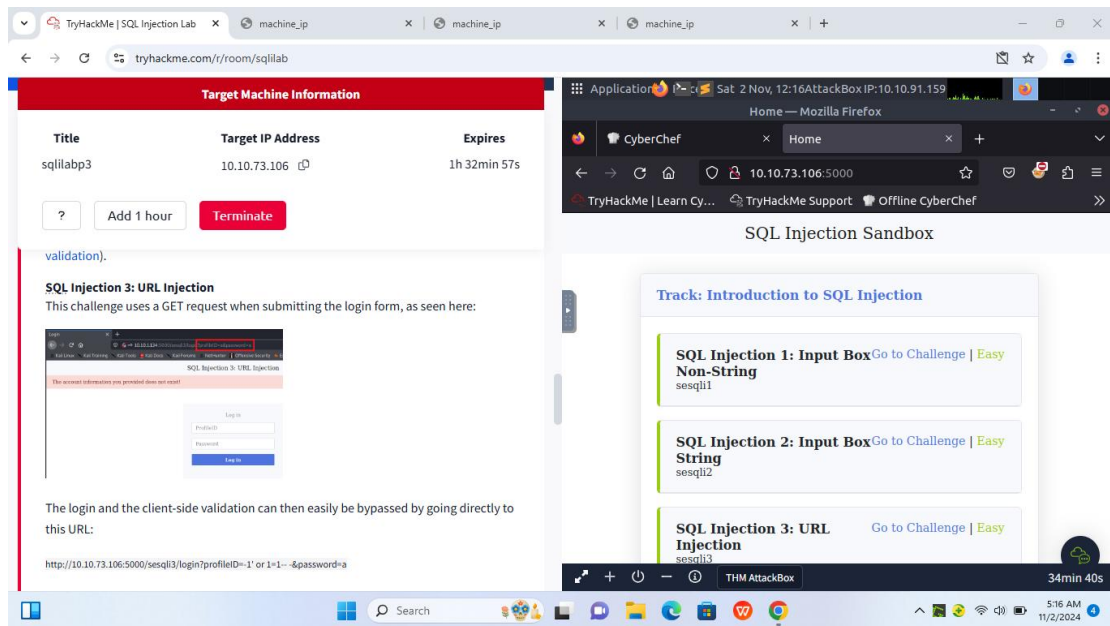 TryHackMe | SQL Injection Lab
machine_ip
machine_ip
machine_ip
tryhackme.com/r/room/sqlilab
Target Machine Information
Title Target IP Address Expires
sqlilabp3 10.10.73.106 1h 32min 57s
? Add 1 hour Terminate
validation).
SQL Injection 3: URL Injection
This challenge uses a GET request when submitting the login form, as seen here:
Login
SQL Injection 3: URL Injection
The account information you provided does not exist!
Log in
ProfileID
Password
Log In
The login and the client-side validation can then easily be bypassed by going directly to
this URL:
http://10.10.73.106:5000/sesqli3/login?profileID=-1' or 1=1-- -&password=a
Sat 2 Nov, 12:16 AttackBox IP:10.10.91.159
Home — Mozilla Firefox
CyberChef
Home
10.10.73.106:5000
TryHackMe | Learn Cy... TryHackMe Support Offline CyberChef
SQL Injection Sandbox
Track: Introduction to SQL Injection
SQL Injection 1: Input Box Go to Challenge | Easy
Non-String
sesqli1
SQL Injection 2: Input Box Go to Challenge | Easy
String
sesqli2
SQL Injection 3: URL Go to Challenge | Easy
Injection
sesqli3
THM AttackBox
34min 40s
Search
5:16 AM
11/2/2024
4